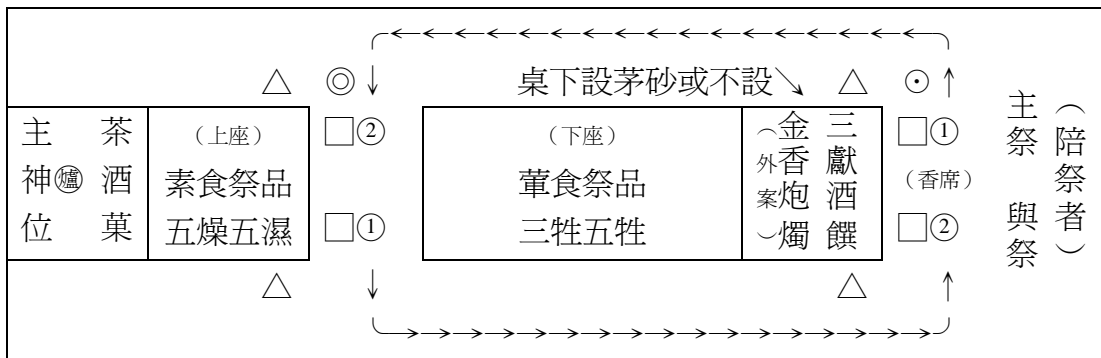 桌下設茅砂或不設
主神位
爐
茶酒菓
（上座）
素食祭品
五燥五濕
②
①
（下座）
葷食祭品
三牲五牲
（外案）
金香炮燭
三獻酒饌
①
（香席）
②
主祭 與祭
（陪祭者）